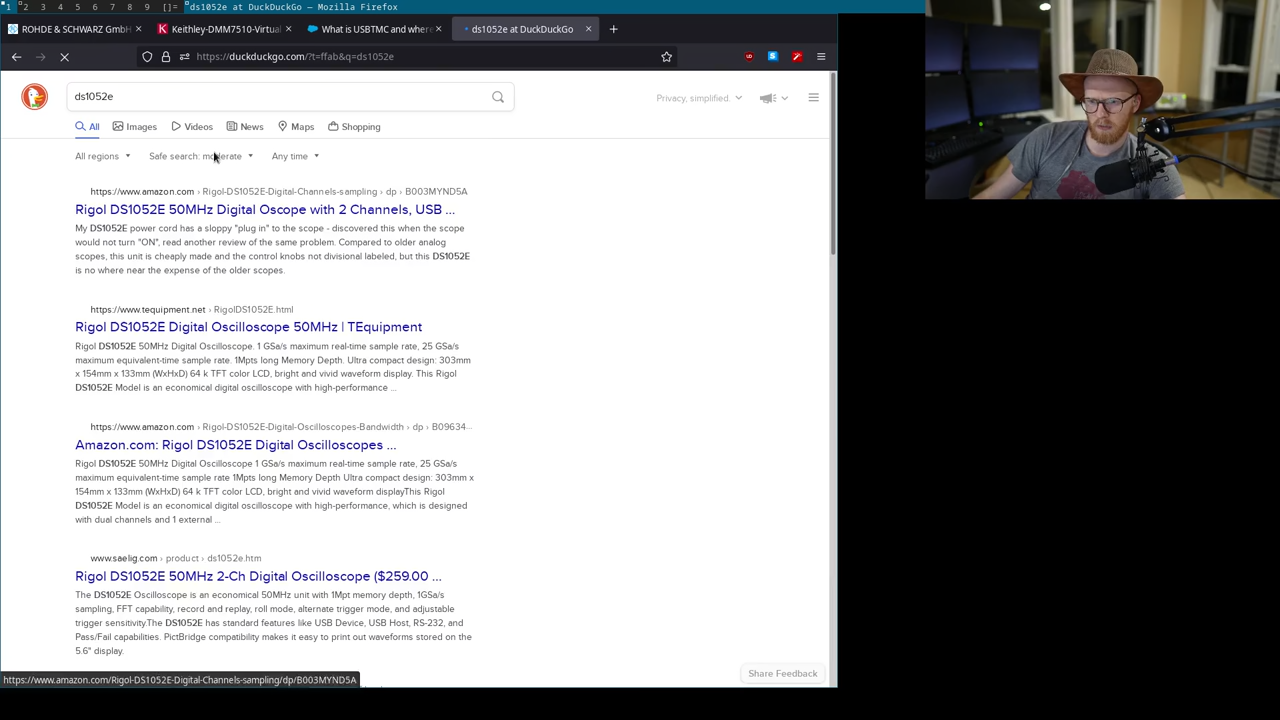 1 2 3 4 5 6 7 8 9 []= ds1052e at DuckDuckGo — Mozilla Firefox
ROHDE & SCHWARZ GmbH
Keithley-DMM7510-Virtual
What is USBTMC and where
ds1052e at DuckDuckGo
https://duckduckgo.com/?t=ffab&q=ds1052e
ds1052e
Privacy, simplified.
All Images Videos News Maps Shopping
All regions Safe search: moderate Any time
https://www.amazon.com › Rigol-DS1052E-Digital-Channels-sampling › dp › B003MYND5A
Rigol DS1052E 50MHz Digital Oscope with 2 Channels, USB ...
My DS1052E power cord has a sloppy "plug in" to the scope - discovered this when the scope
would not turn "ON", read another review of the same problem. Compared to older analog
scopes, this unit is cheaply made and the control knobs not divisional labeled, but this DS1052E
is no where near the expense of the older scopes.
https://www.tequipment.net › RigolDS1052E.html
Rigol DS1052E Digital Oscilloscope 50MHz | TEquipment
Rigol DS1052E 50MHz Digital Oscilloscope. 1 GSa/s maximum real-time sample rate, 25 GSa/s
maximum equivalent-time sample rate. 1Mpts long Memory Depth. Ultra compact design: 303mm
x 154mm x 133mm (WxHxD) 64 k TFT color LCD, bright and vivid waveform display. This Rigol
DS1052E Model is an economical digital oscilloscope with high-performance ...
https://www.amazon.com › Rigol-DS1052E-Digital-Oscilloscopes-Bandwidth › dp › B09634...
Amazon.com: Rigol DS1052E Digital Oscilloscopes ...
Rigol DS1052E 50MHz Digital Oscilloscope 1 GSa/s maximum real-time sample rate, 25 GSa/s
maximum equivalent-time sample rate 1Mpts long Memory Depth Ultra compact design: 303mm x
154mm x 133mm (WxHxD) 64 k TFT color LCD, bright and vivid waveform displayThis Rigol
DS1052E Model is an economical digital oscilloscope with high-performance, which is designed
with dual channels and 1 external ...
www.saelig.com › product › ds1052e.htm
Rigol DS1052E 50MHz 2-Ch Digital Oscilloscope ($259.00 ...
The DS1052E Oscilloscope is an economical 50MHz unit with 1Mpt memory depth, 1GSa/s
sampling, FFT capability, record and replay, roll mode, alternate trigger mode, and adjustable
trigger sensitivity.The DS1052E has standard features like USB Device, USB Host, RS-232, and
Pass/Fail capabilities. PictBridge compatibility makes it easy to print out waveforms stored on the
5.6" display.
Share Feedback
https://www.amazon.com/Rigol-DS1052E-Digital-Channels-sampling/dp/B003MYND5A